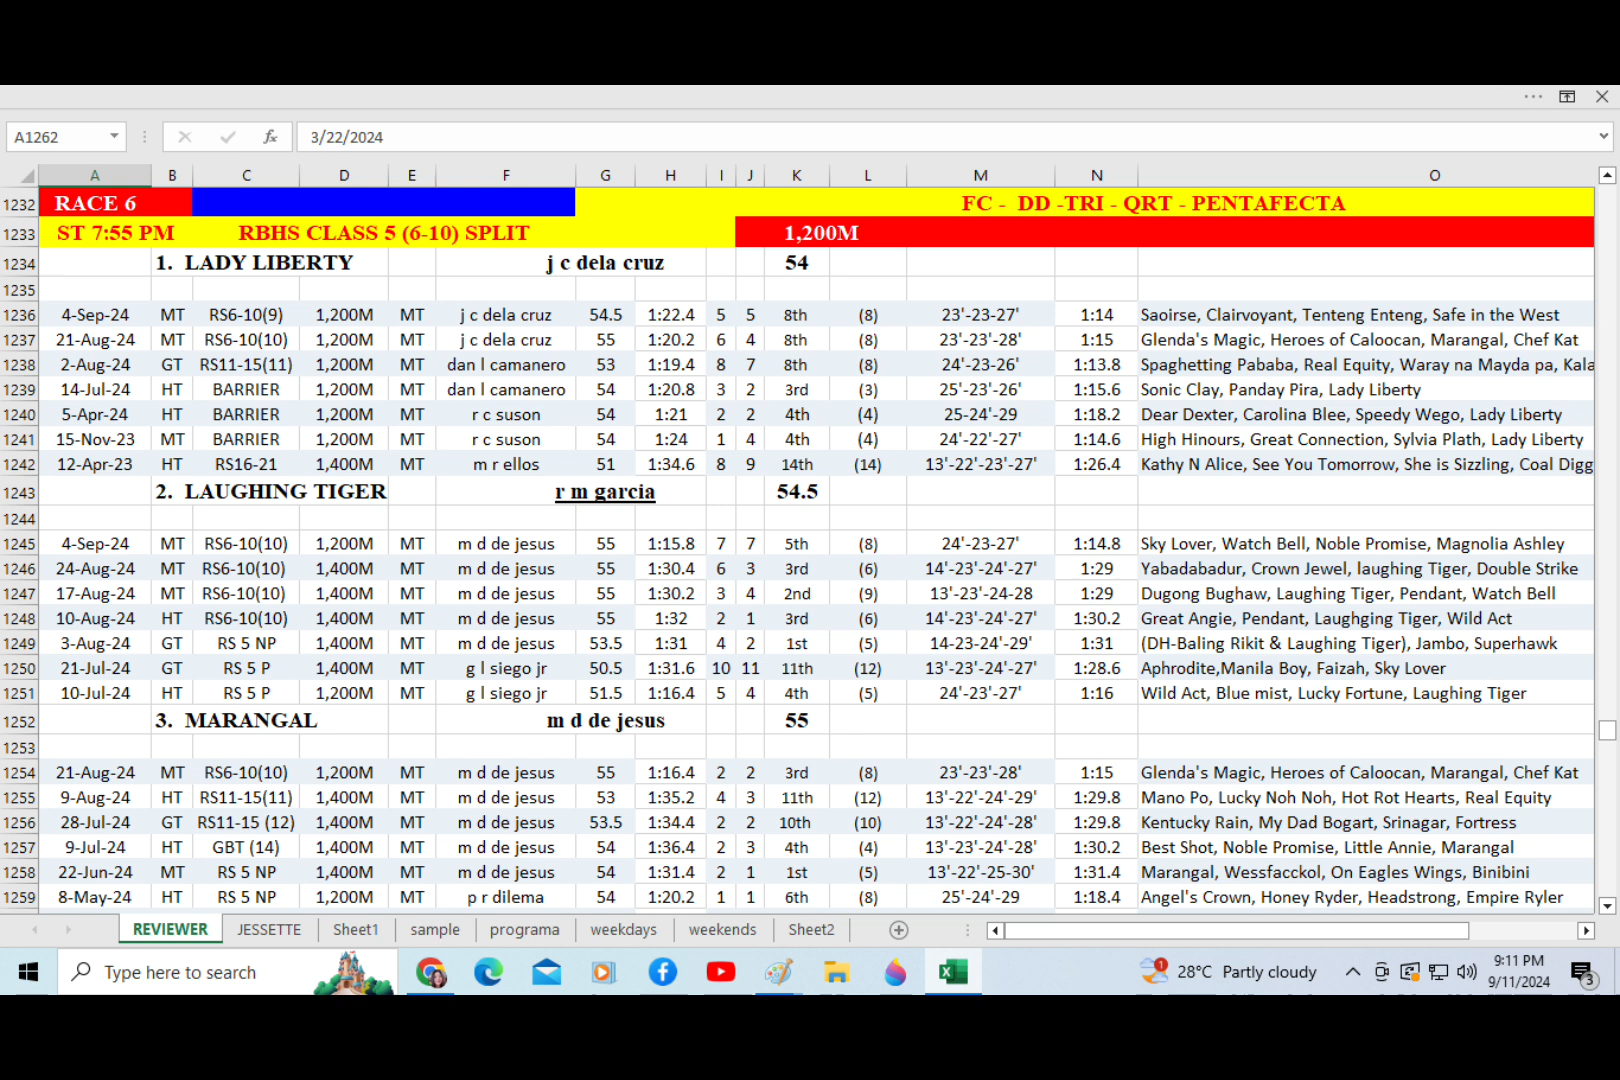 A1262 fx 3/22/2024
A B C D E F G H I J K L M N O
1232 RACE 6 FC - DD -TRI - QRT - PENTAFECTA
1233 ST 7:55 PM RBHS CLASS 5 (6-10) SPLIT 1,200M
1234 1. LADY LIBERTY j c dela cruz 54
1235
1236 4-Sep-24 MT RS6-10(9) 1,200M MT j c dela cruz 54.5 1:22.4 5 5 8th (8) 23'-23-27' 1:14 Saoirse, Clairvoyant, Tenteng Enteng, Safe in the West
1237 21-Aug-24 MT RS6-10(10) 1,200M MT j c dela cruz 55 1:20.2 6 4 8th (8) 23'-23'-28' 1:15 Glenda's Magic, Heroes of Caloocan, Marangal, Chef Kat
1238 2-Aug-24 GT RS11-15(11) 1,200M MT dan l camanero 53 1:19.4 8 7 8th (8) 24'-23-26' 1:13.8 Spaghetting Pababa, Real Equity, Waray na Mayda pa, Kala
1239 14-Jul-24 HT BARRIER 1,200M MT dan l camanero 54 1:20.8 3 2 3rd (3) 25'-23'-26' 1:15.6 Sonic Clay, Panday Pira, Lady Liberty
1240 5-Apr-24 HT BARRIER 1,200M MT r c suson 54 1:21 2 2 4th (4) 25-24'-29 1:18.2 Dear Dexter, Carolina Blee, Speedy Wego, Lady Liberty
1241 15-Nov-23 MT BARRIER 1,200M MT r c suson 54 1:24 1 4 4th (4) 24'-22-27' 1:14.6 High Hinours, Great Connection, Sylvia Plath, Lady Liberty
1242 12-Apr-23 HT RS16-21 1,400M MT m r ellos 51 1:34.6 8 9 14th (14) 13'-22'-23'-27' 1:26.4 Kathy N Alice, See You Tomorrow, She is Sizzling, Coal Digg
1243 2. LAUGHING TIGER r m garcia 54.5
1244
1245 4-Sep-24 MT RS6-10(10) 1,200M MT m d de jesus 55 1:15.8 7 7 5th (8) 24'-23-27' 1:14.8 Sky Lover, Watch Bell, Noble Promise, Magnolia Ashley
1246 24-Aug-24 MT RS6-10(10) 1,400M MT m d de jesus 55 1:30.4 6 3 3rd (6) 14'-23'-24'-27' 1:29 Yabadabadur, Crown Jewel, laughing Tiger, Double Strike
1247 17-Aug-24 MT RS6-10(10) 1,400M MT m d de jesus 55 1:30.2 3 4 2nd (9) 13'-23'-24-28 1:29 Dugong Bughaw, Laughing Tiger, Pendant, Watch Bell
1248 10-Aug-24 HT RS6-10(10) 1,400M MT m d de jesus 55 1:32 2 1 3rd (6) 14'-23'-24'-27' 1:30.2 Great Angie, Pendant, Laughging Tiger, Wild Act
1249 3-Aug-24 GT RS 5 NP 1,400M MT m d de jesus 53.5 1:31 4 2 1st (5) 14-23-24'-29' 1:31 (DH-Baling Rikit & Laughing Tiger), Jambo, Superhawk
1250 21-Jul-24 GT RS 5 P 1,400M MT g l siego jr 50.5 1:31.6 10 11 11th (12) 13'-23'-24'-27' 1:28.6 Aphrodite,Manila Boy, Faizah, Sky Lover
1251 10-Jul-24 HT RS 5 P 1,200M MT g l siego jr 51.5 1:16.4 5 4 4th (5) 24'-23'-27' 1:16 Wild Act, Blue mist, Lucky Fortune, Laughing Tiger
1252 3. MARANGAL m d de jesus 55
1253
1254 21-Aug-24 MT RS6-10(10) 1,200M MT m d de jesus 55 1:16.4 2 2 3rd (8) 23'-23'-28' 1:15 Glenda's Magic, Heroes of Caloocan, Marangal, Chef Kat
1255 9-Aug-24 HT RS11-15(11) 1,400M MT m d de jesus 53 1:35.2 4 3 11th (12) 13'-22'-24'-29' 1:29.8 Mano Po, Lucky Noh Noh, Hot Rot Hearts, Real Equity
1256 28-Jul-24 GT RS11-15 (12) 1,400M MT m d de jesus 53.5 1:34.4 2 2 10th (10) 13'-22'-24'-28' 1:29.8 Kentucky Rain, My Dad Bogart, Srinagar, Fortress
1257 9-Jul-24 HT GBT (14) 1,400M MT m d de jesus 54 1:36.4 2 3 4th (4) 13'-23'-24'-28' 1:30.2 Best Shot, Noble Promise, Little Annie, Marangal
1258 22-Jun-24 MT RS 5 NP 1,400M MT m d de jesus 54 1:31.4 2 1 1st (5) 13'-22'-25-30' 1:31.4 Marangal, Wessfacckol, On Eagles Wings, Binibini
1259 8-May-24 HT RS 5 NP 1,200M MT p r dilema 54 1:20.2 1 1 6th (8) 25'-24'-29 1:18.4 Angel's Crown, Honey Ryder, Headstrong, Empire Ryler
REVIEWER JESSETTE Sheet1 sample programa weekdays weekends Sheet2
Type here to search 1 28°C Partly cloudy 9:11 PM
9/11/2024 3